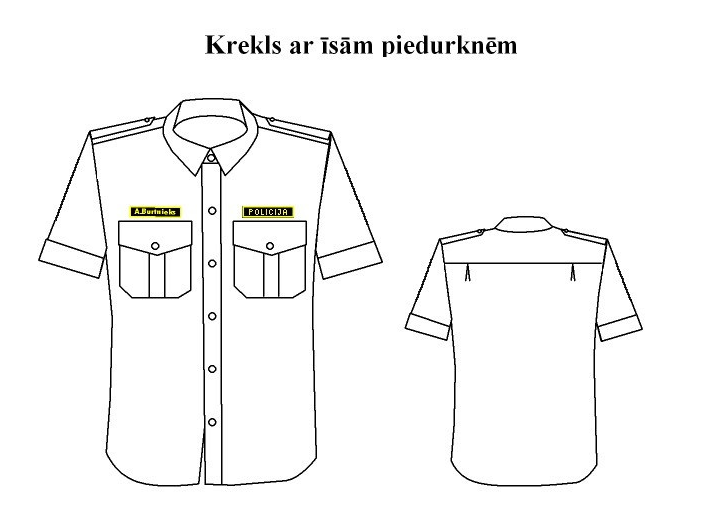 Krekls ar īsām piedurknēm
A.Burtnieks
POLICIJA